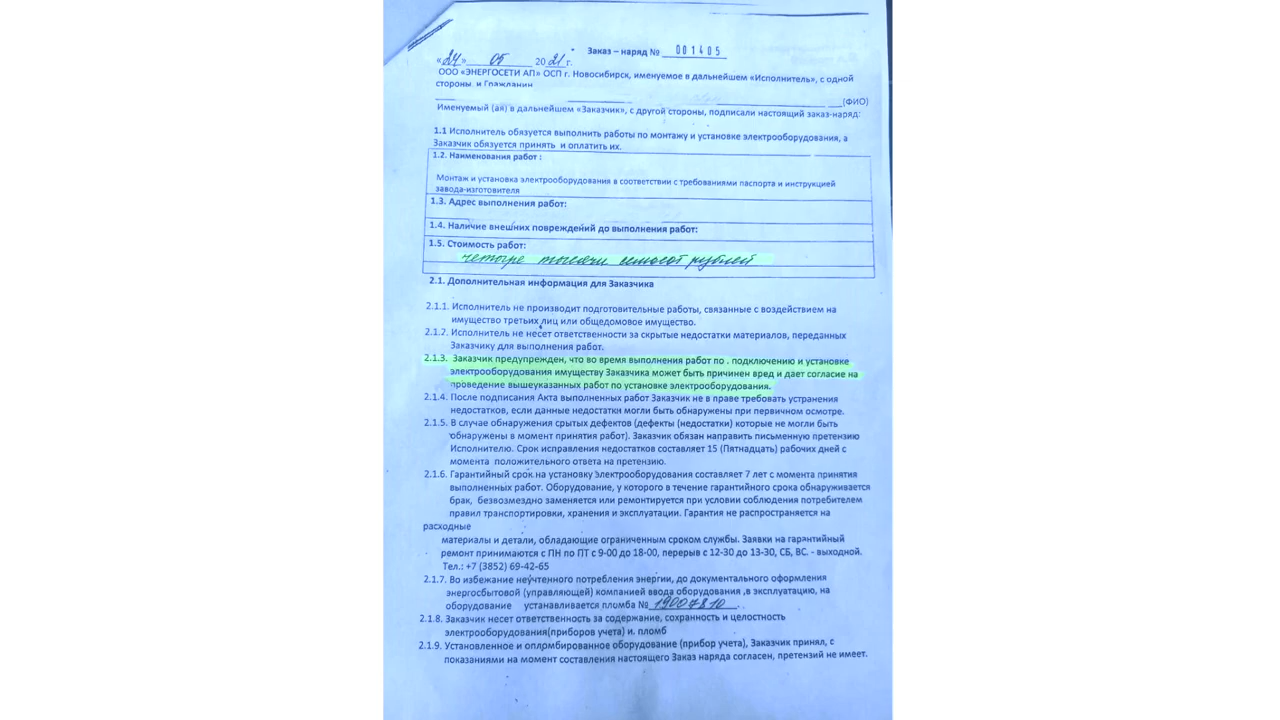 Заказ – наряд № 001405
«24» 05 2021 г.
ООО «ЭНЕРГОСЕТИ АП» ОСП г. Новосибирск, именуемое в дальнейшем «Исполнитель», с одной
стороны и Гражданин
(ФИО)
Именуемый (ая) в дальнейшем «Заказчик», с другой стороны, подписали настоящий заказ-наряд:
1.1 Исполнитель обязуется выполнить работы по монтажу и установке электрооборудования, а
Заказчик обязуется принять и оплатить их.
1.2. Наименования работ :
Монтаж и установка электрооборудования в соответствии с требованиями паспорта и инструкцией
завода-изготовителя
1.3. Адрес выполнения работ:
1.4. Наличие внешних повреждений до выполнения работ:
1.5. Стоимость работ:
четыре тысячи семьсот рублей
2.1. Дополнительная информация для Заказчика
2.1.1. Исполнитель не производит подготовительные работы, связанные с воздействием на
имущество третьих лиц или общедомовое имущество.
2.1.2. Исполнитель не несет ответственности за скрытые недостатки материалов, переданных
Заказчику для выполнения работ.
2.1.3. Заказчик предупрежден, что во время выполнения работ по . подключению и установке
электрооборудования имуществу Заказчика может быть причинен вред и дает согласие на
проведение вышеуказанных работ по установке электрооборудования.
2.1.4. После подписания Акта выполненных работ Заказчик не в праве требовать устранения
недостатков, если данные недостатки могли быть обнаружены при первичном осмотре.
2.1.5. В случае обнаружения срытых дефектов (дефекты (недостатки) которые не могли быть
обнаружены в момент принятия работ). Заказчик обязан направить письменную претензию
Исполнителю. Срок исправления недостатков составляет 15 (Пятнадцать) рабочих дней с
момента положительного ответа на претензию.
2.1.6. Гарантийный срок на установку электрооборудования составляет 7 лет с момента принятия
выполненных работ. Оборудование, у которого в течение гарантийного срока обнаруживается
брак, безвозмездно заменяется или ремонтируется при условии соблюдения потребителем
правил транспортировки, хранения и эксплуатации. Гарантия не распространяется на
расходные
материалы и детали, обладающие ограниченным сроком службы. Заявки на гарантийный
ремонт принимаются с ПН по ПТ с 9-00 до 18-00, перерыв с 12-30 до 13-30, СБ, ВС. - выходной.
Тел.: +7 (3852) 69-42-65
2.1.7. Во избежание неучтенного потребления энергии, до документального оформления
энергосбытовой (управляющей) компанией ввода оборудования ,в эксплуатацию, на
оборудование устанавливается пломба № 19007810.
2.1.8. Заказчик несет ответственность за содержание, сохранность и целостность
электрооборудования(приборов учета) и. пломб
2.1.9. Установленное и опломбированное оборудование (прибор учета), Заказчик принял, с
показаниями на момент составления настоящего Заказ наряда согласен, претензий не имеет.